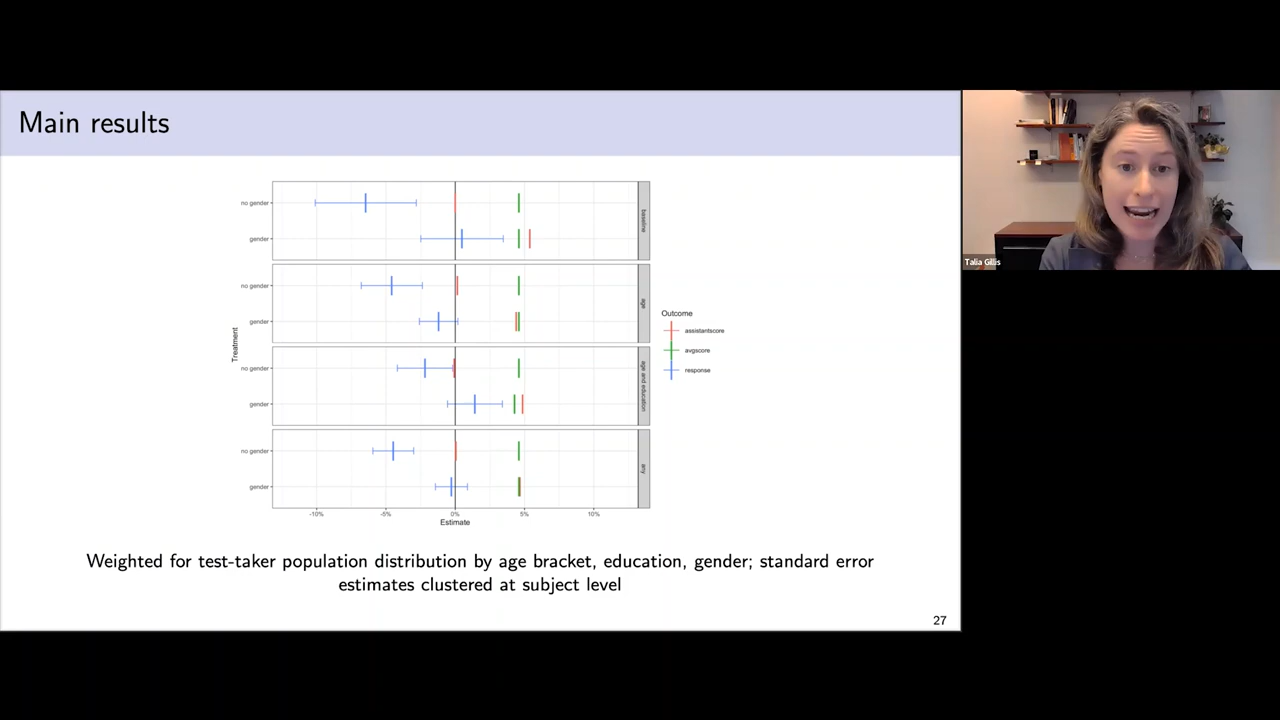 Main results
no gender
gender
baseline
no gender
gender
age
Treatment
no gender
gender
age and education
no gender
gender
any
-10%
-5%
0%
5%
10%
Estimate
Outcome
assistantscore
avgscore
response
Weighted for test-taker population distribution by age bracket, education, gender; standard error
estimates clustered at subject level
27
Talia Gillis